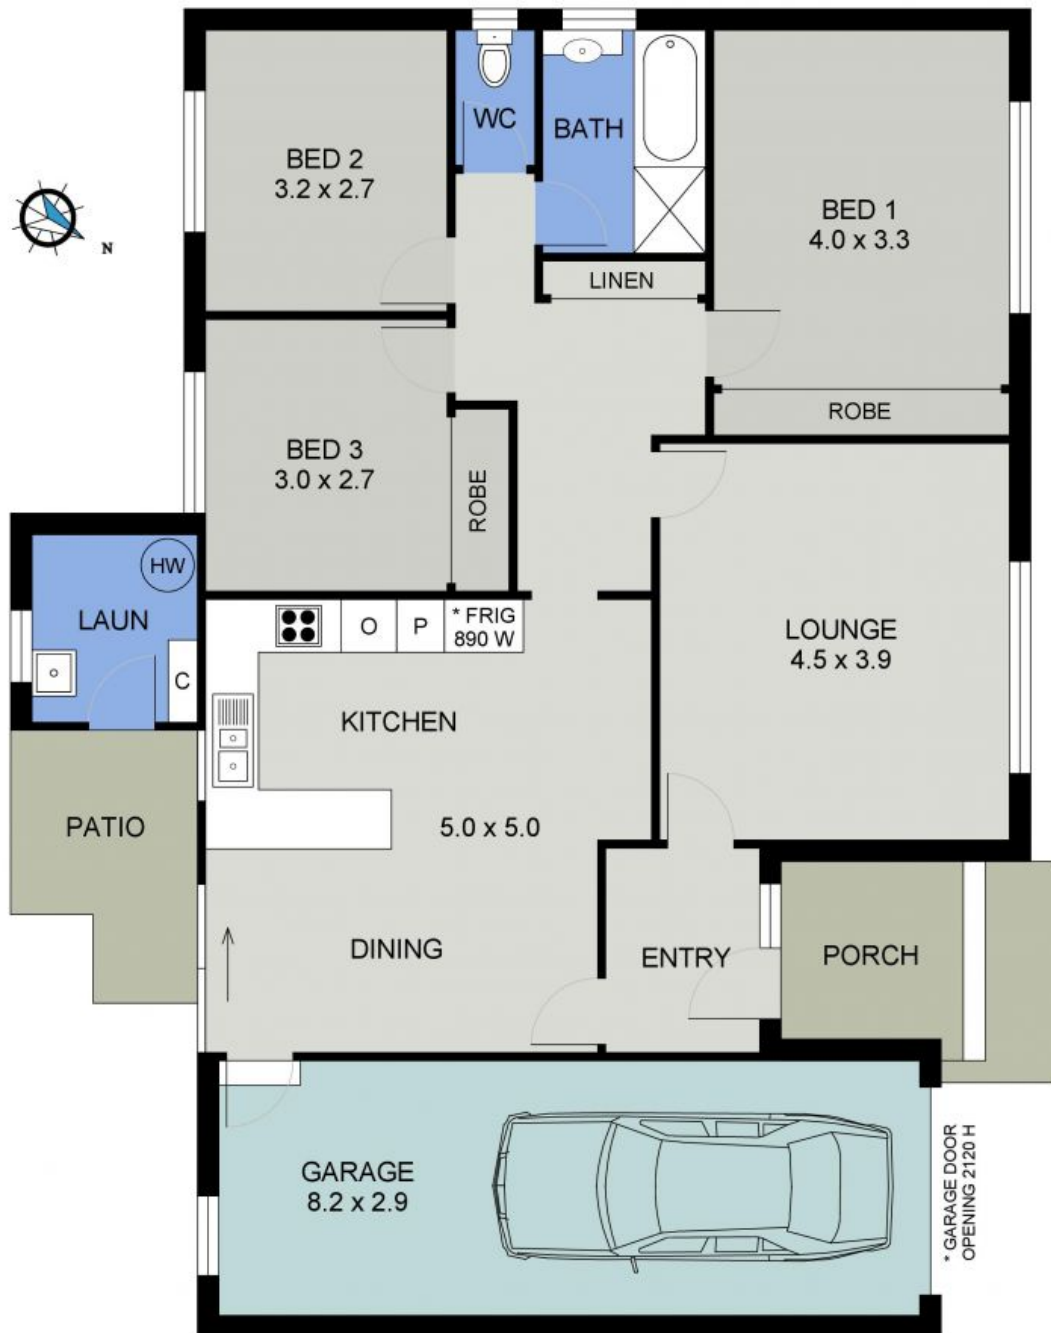 WC
BATH
BED 2
3.2 x 2.7
BED 1
4.0 x 3.3
N
LINEN
ROBE
BED 3
3.0 x 2.7
ROBE
HW
LAUN
C
O
P
* FRIG
890 W
LOUNGE
4.5 x 3.9
KITCHEN
PATIO
5.0 x 5.0
DINING
ENTRY
PORCH
GARAGE
8.2 x 2.9
* GARAGE DOOR
OPENING 2120 H